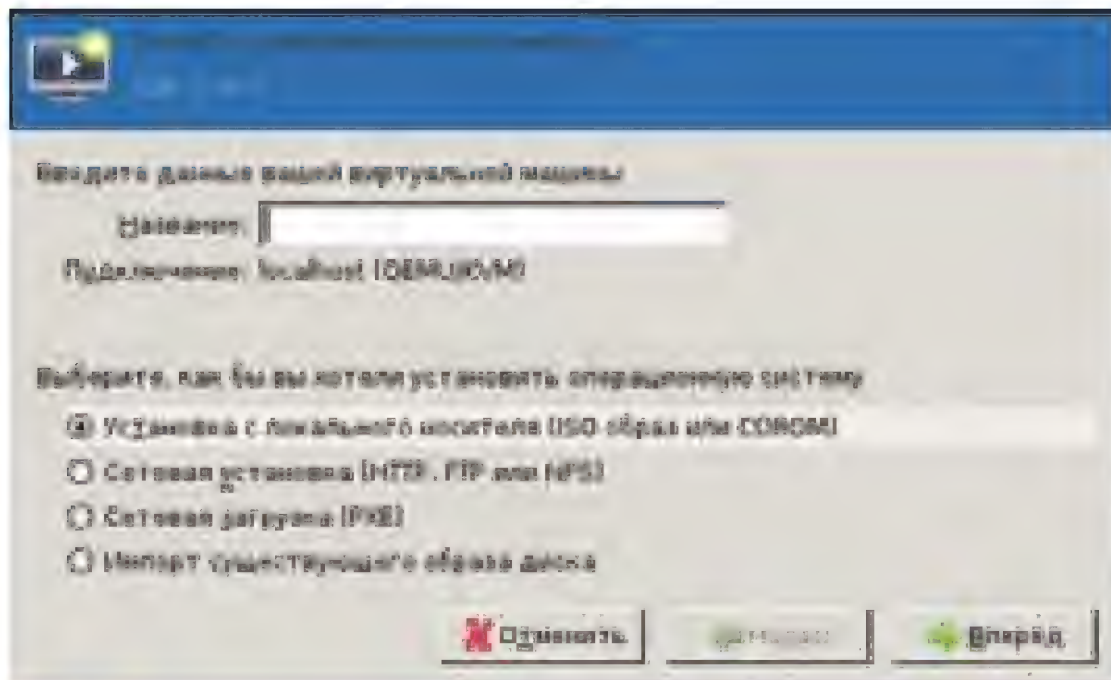 Введите данные вашей виртуальной машины
Название:
Подключение: localhost (QEMU/KVM)
Выберите, как бы вы хотели установить операционную систему
Установка с локального носителя (ISO образ или CDROM)
Сетевая установка (HTTP, FTP или NFS)
Сетевая загрузка (PXE)
Импорт существующего образа диска
Отменить
Вперёд